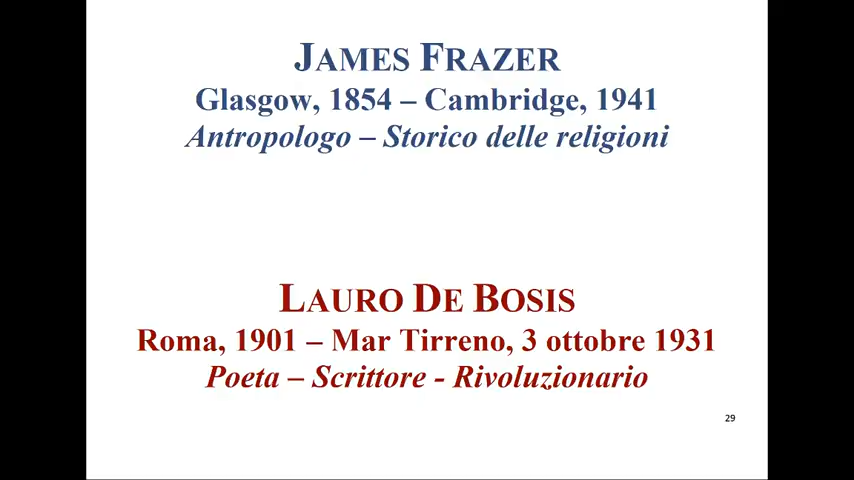 JAMES FRAZER
Glasgow, 1854 – Cambridge, 1941
Antropologo – Storico delle religioni
LAURO DE BOSIS
Roma, 1901 – Mar Tirreno, 3 ottobre 1931
Poeta – Scrittore - Rivoluzionario
29